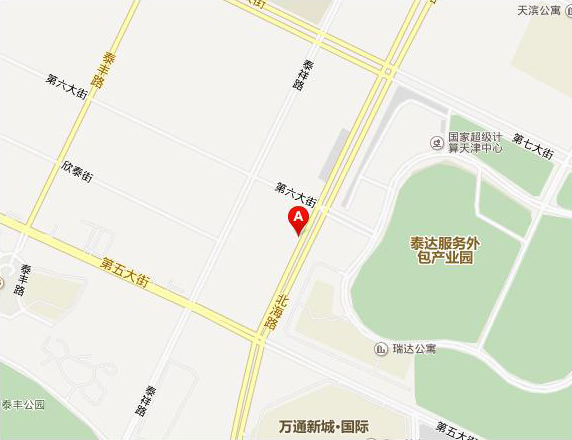 天滨公寓
大街
泰丰路
泰祥路
第六大街
国家超级计
算天津中心
第七大街
欣泰街
第六大街
A
泰达服务外
包产业园
第五大街
泰丰路
北海路
瑞达公寓
泰祥路
泰丰公园
万通新城·国际
第五大街